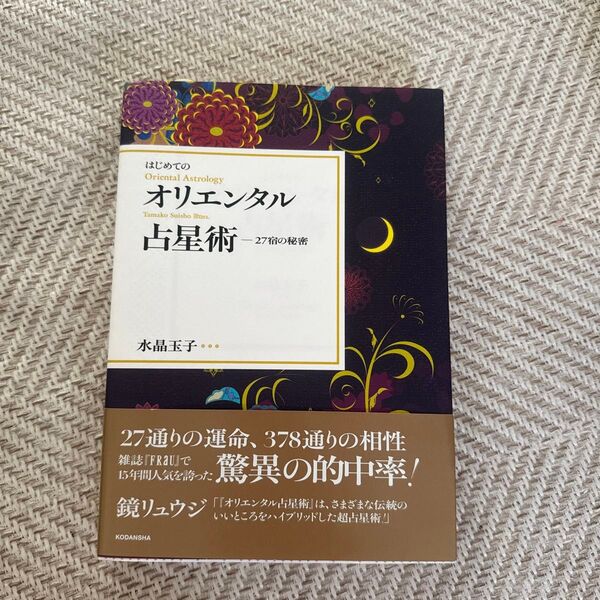 はじめての
Oriental Astrology
オリエンタル
Tamako Suisho
占星術 ― 27宿の秘密
水晶玉子
27通りの運命、378通りの相性
雑誌『FRaU』で
15年間人気を誇った 驚異の的中率!
鏡リュウジ 「『オリエンタル占星術』は、さまざまな伝統の
いいところをハイブリッドした超占星術!」
KODANSHA